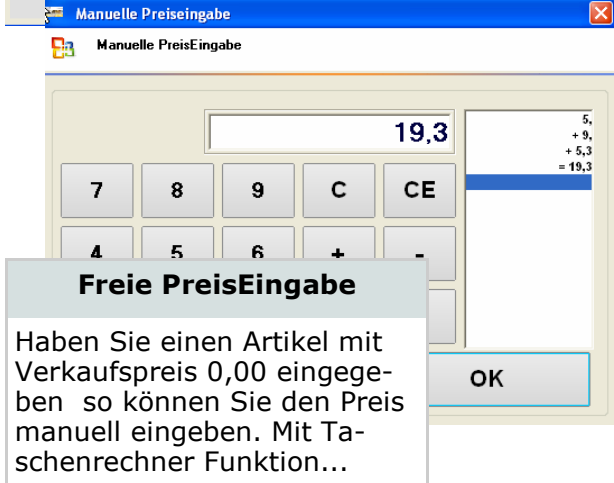 Manuelle Preiseingabe
Manuelle PreisEingabe
19,3
5,
+ 9,
+ 5,3
= 19,3
7 8 9 C CE
4 5 6 + -
OK
Freie PreisEingabe
Haben Sie einen Artikel mit
Verkaufspreis 0,00 eingege-
ben so können Sie den Preis
manuell eingeben. Mit Ta-
schenrechner Funktion...